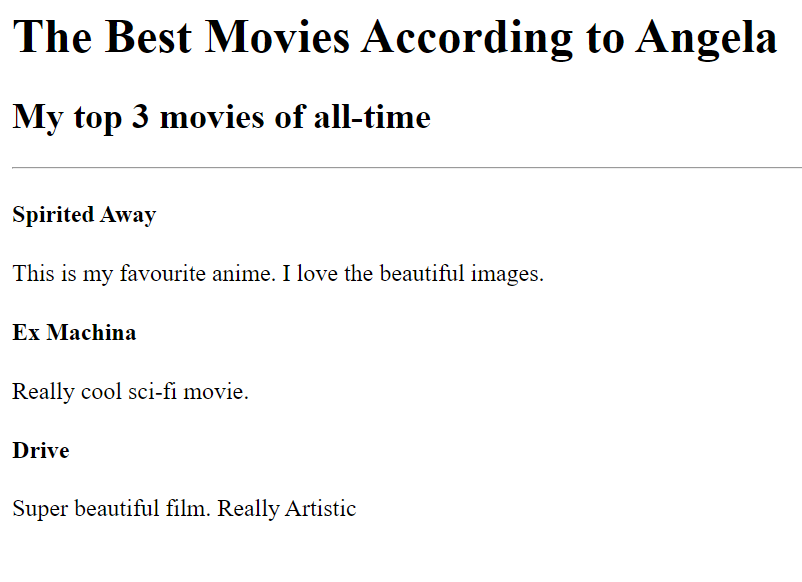 The Best Movies According to Angela
My top 3 movies of all-time
Spirited Away
This is my favourite anime. I love the beautiful images.
Ex Machina
Really cool sci-fi movie.
Drive
Super beautiful film. Really Artistic